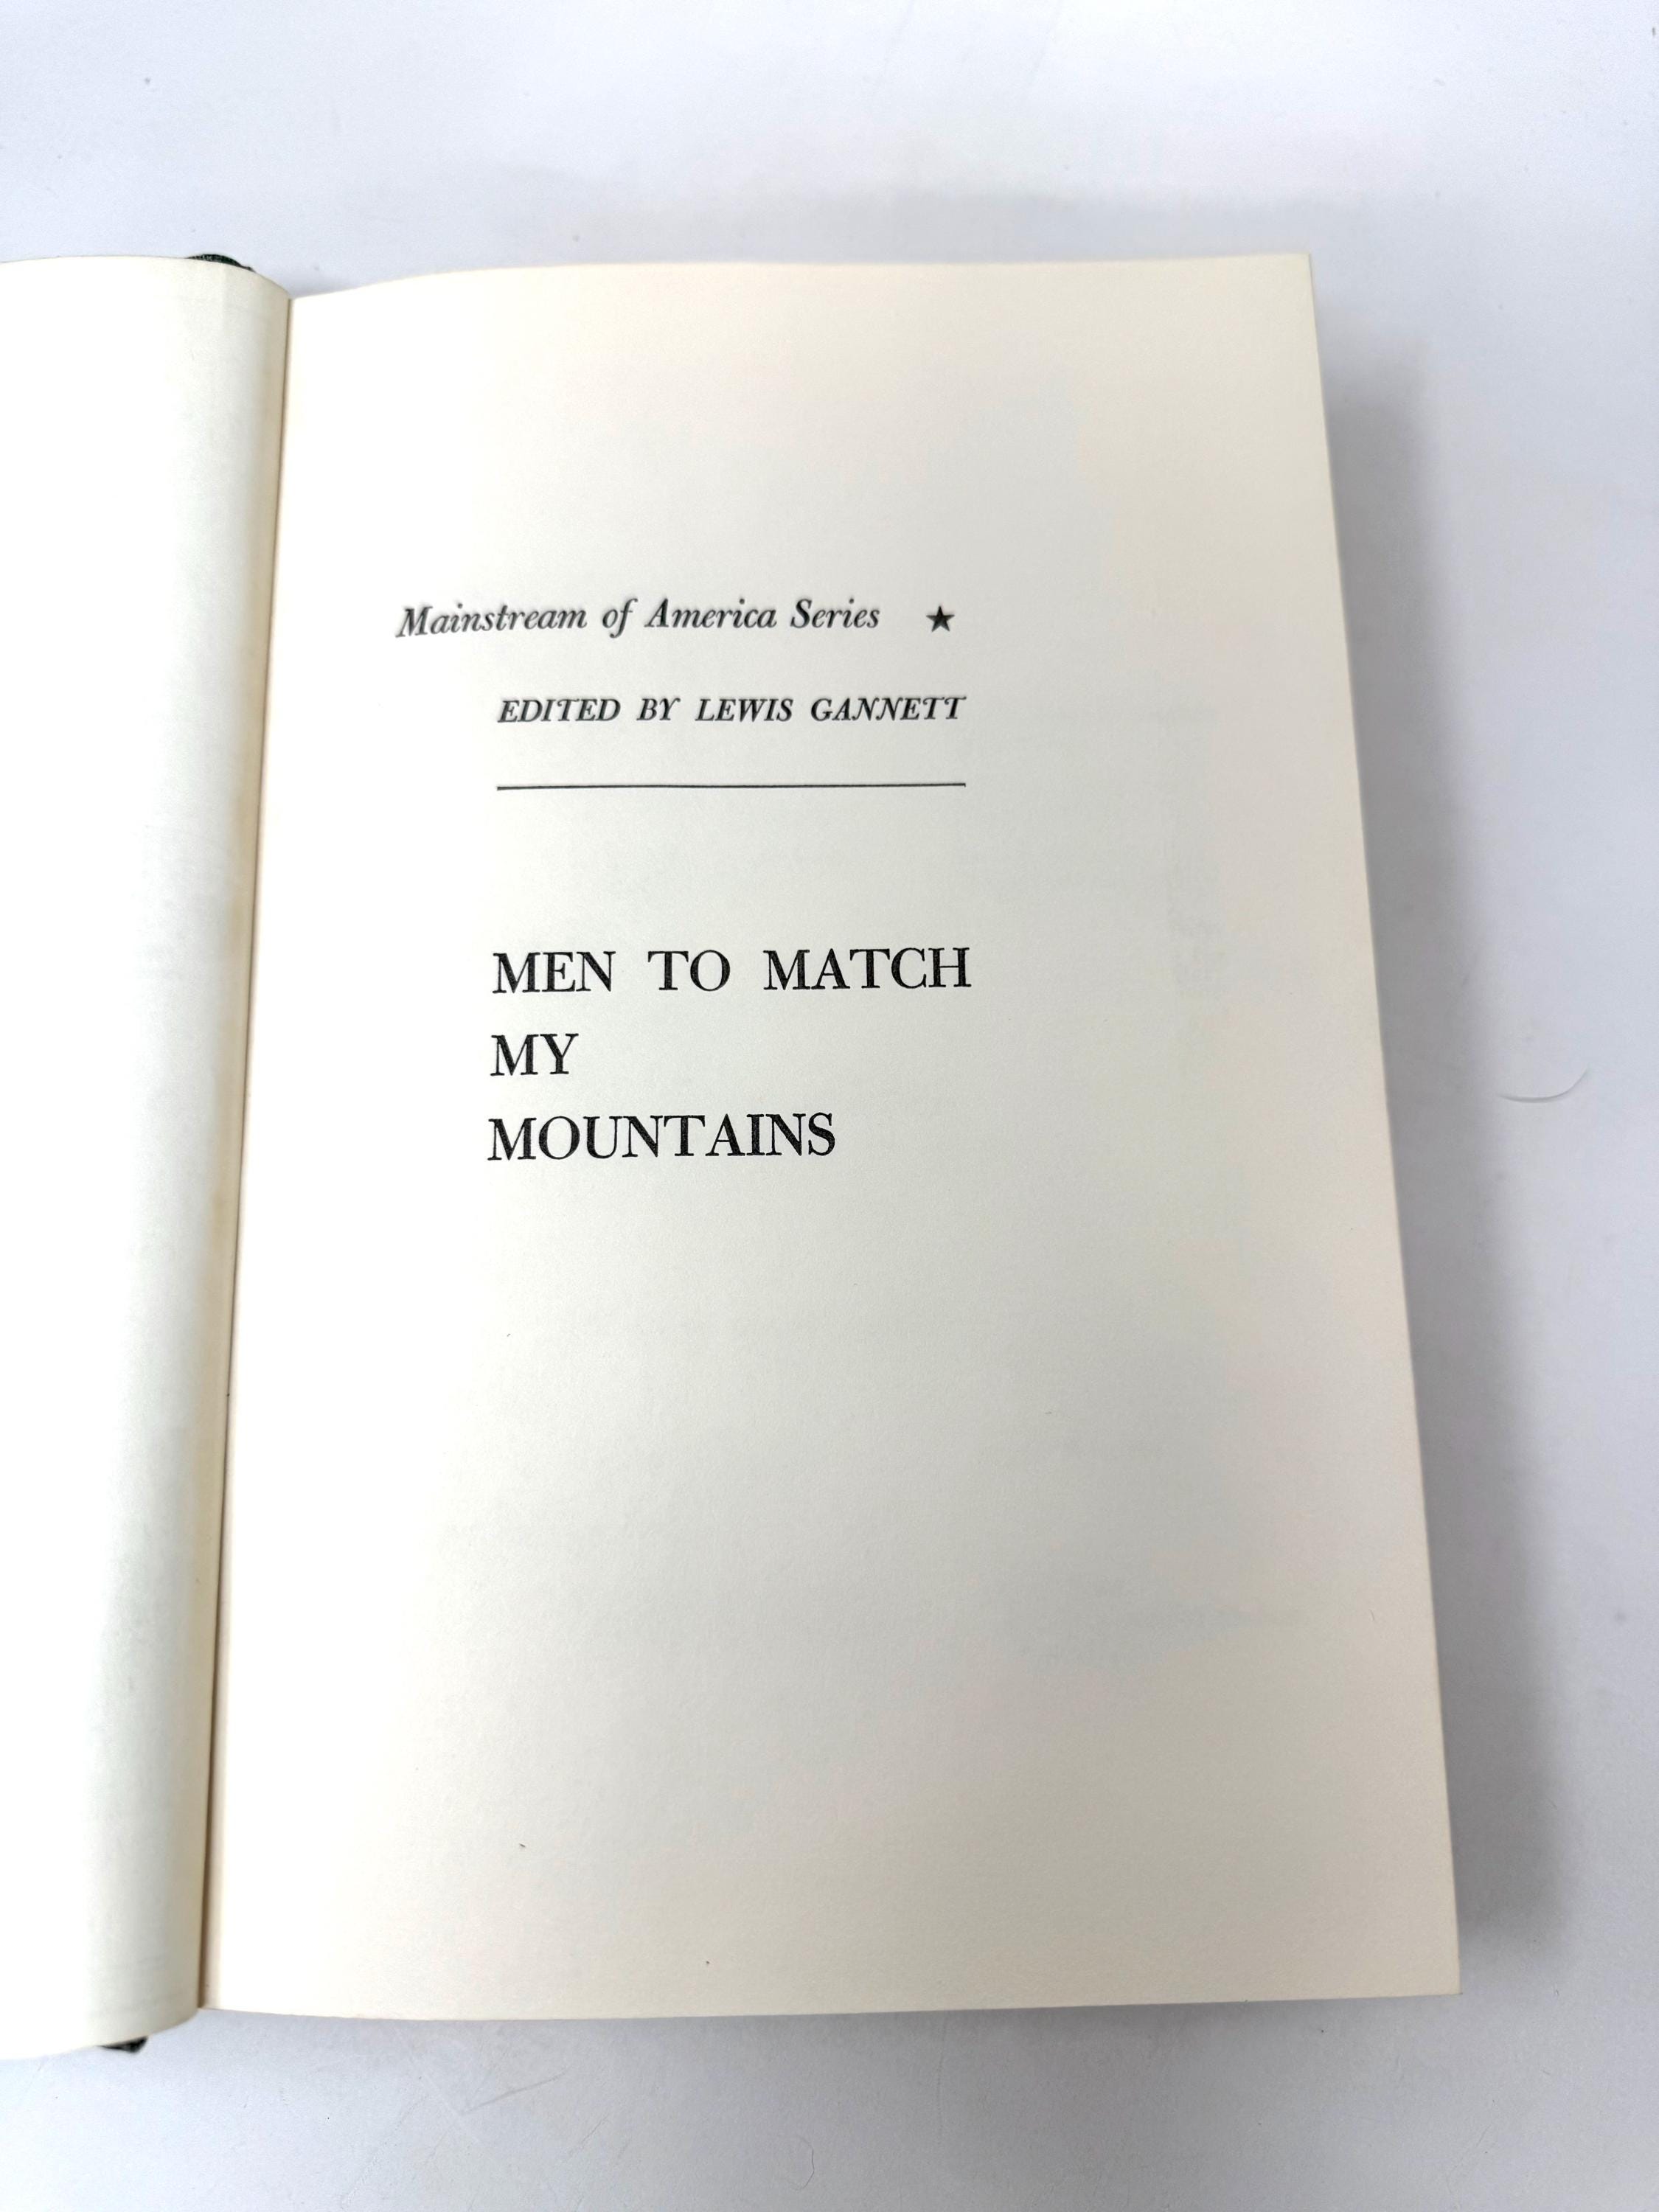 Mainstream of America Series ★
EDITED BY LEWIS GANNETT
MEN TO MATCH
MY
MOUNTAINS